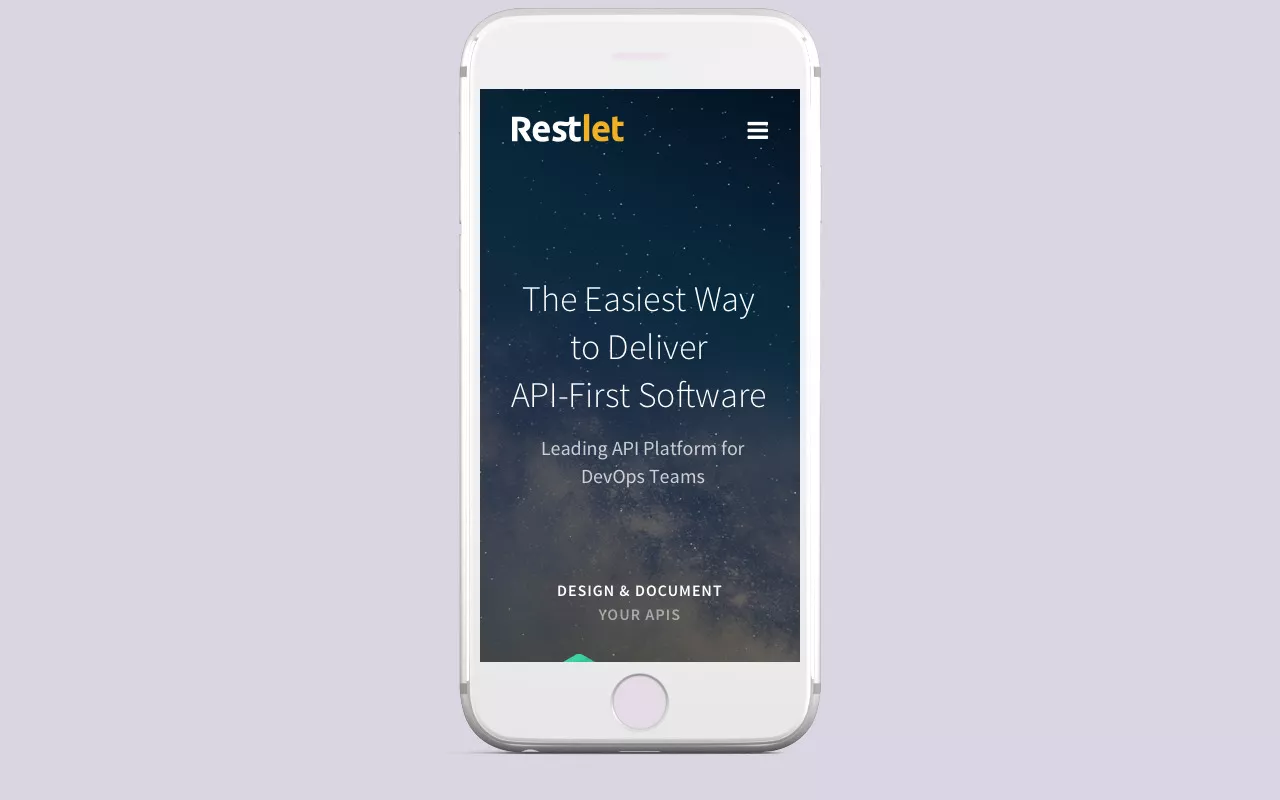 Restlet
The Easiest Way
to Deliver
API-First Software
Leading API Platform for
DevOps Teams
DESIGN & DOCUMENT
YOUR APIS